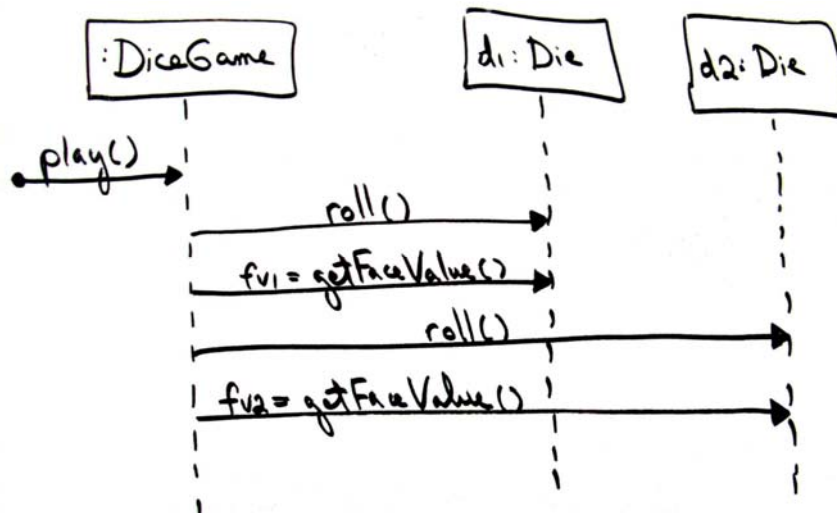 :DiceGame
d1:Die
d2:Die
play()
roll()
fv1 = getFaceValue()
roll()
fv2 = getFaceValue()